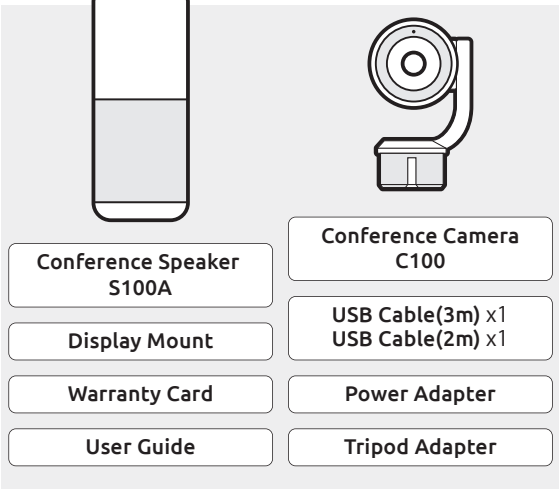 Conference Speaker
S100A
Conference Camera
C100
Display Mount
USB Cable(3m) x1
USB Cable(2m) x1
Warranty Card
Power Adapter
User Guide
Tripod Adapter